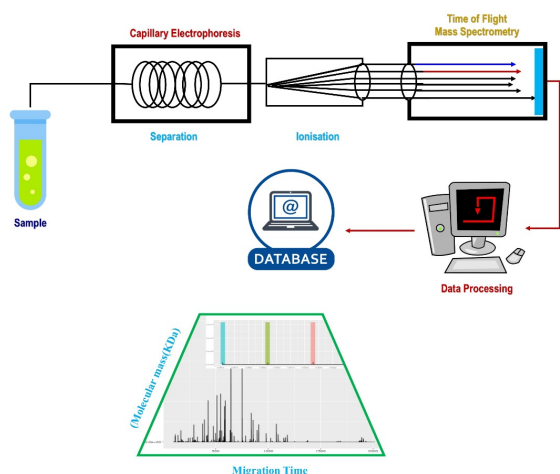 Capillary Electrophoresis
Time of Flight
Mass Spectrometry
Separation
Ionisation
Sample
@
DATABASE
Data Processing
(Molecular mass(KDa)
Migration Time